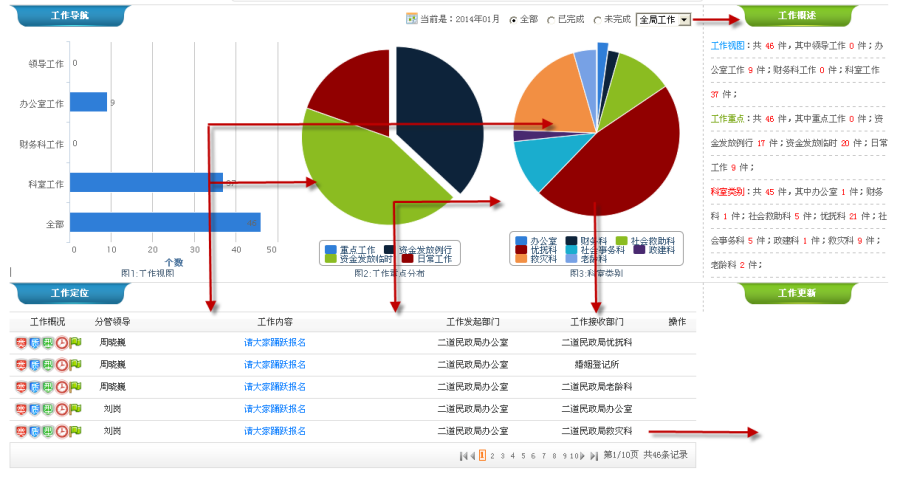 工作导航
当前是：2014年01月 全部 已完成 未完成 全局工作
工作概述
领导工作 0
办公室工作 9
财务科工作 0
科室工作 37
全部 46
0 10 20 30 40 50
个数
图1:工作视图
重点工作 资金发放例行
资金发放临时 日常工作
图2:工作重点分布
办公室 财务科 社会救助科
优抚科 社会事务科 政建科
救灾科 老龄科
图3:科室类别
工作视图：共 46 件，其中领导工作 0 件；办
公室工作 9 件；财务科工作 0 件；科室工作
37 件；
工作重点：共 46 件，其中重点工作 0 件；资
金发放例行 17 件；资金发放临时 20 件；日常
工作 9 件；
科室类别：共 45 件，其中办公室 1 件；财务
科 1 件；社会救助科 5 件；优抚科 21 件；社
会事务科 5 件；政建科 1 件；救灾科 9 件；
老龄科 2 件；
工作定位
工作更新
工作概况 分管领导 工作内容 工作发起部门 工作接收部门 操作
周晓巍 请大家踊跃报名 二道民政局办公室 二道民政局优抚科
周晓巍 请大家踊跃报名 二道民政局办公室 婚姻登记所
周晓巍 请大家踊跃报名 二道民政局办公室 二道民政局老龄科
刘岗 请大家踊跃报名 二道民政局办公室 二道民政局办公室
刘岗 请大家踊跃报名 二道民政局办公室 二道民政局救灾科
1 2 3 4 5 6 7 8 9 10 第1/10页 共46条记录